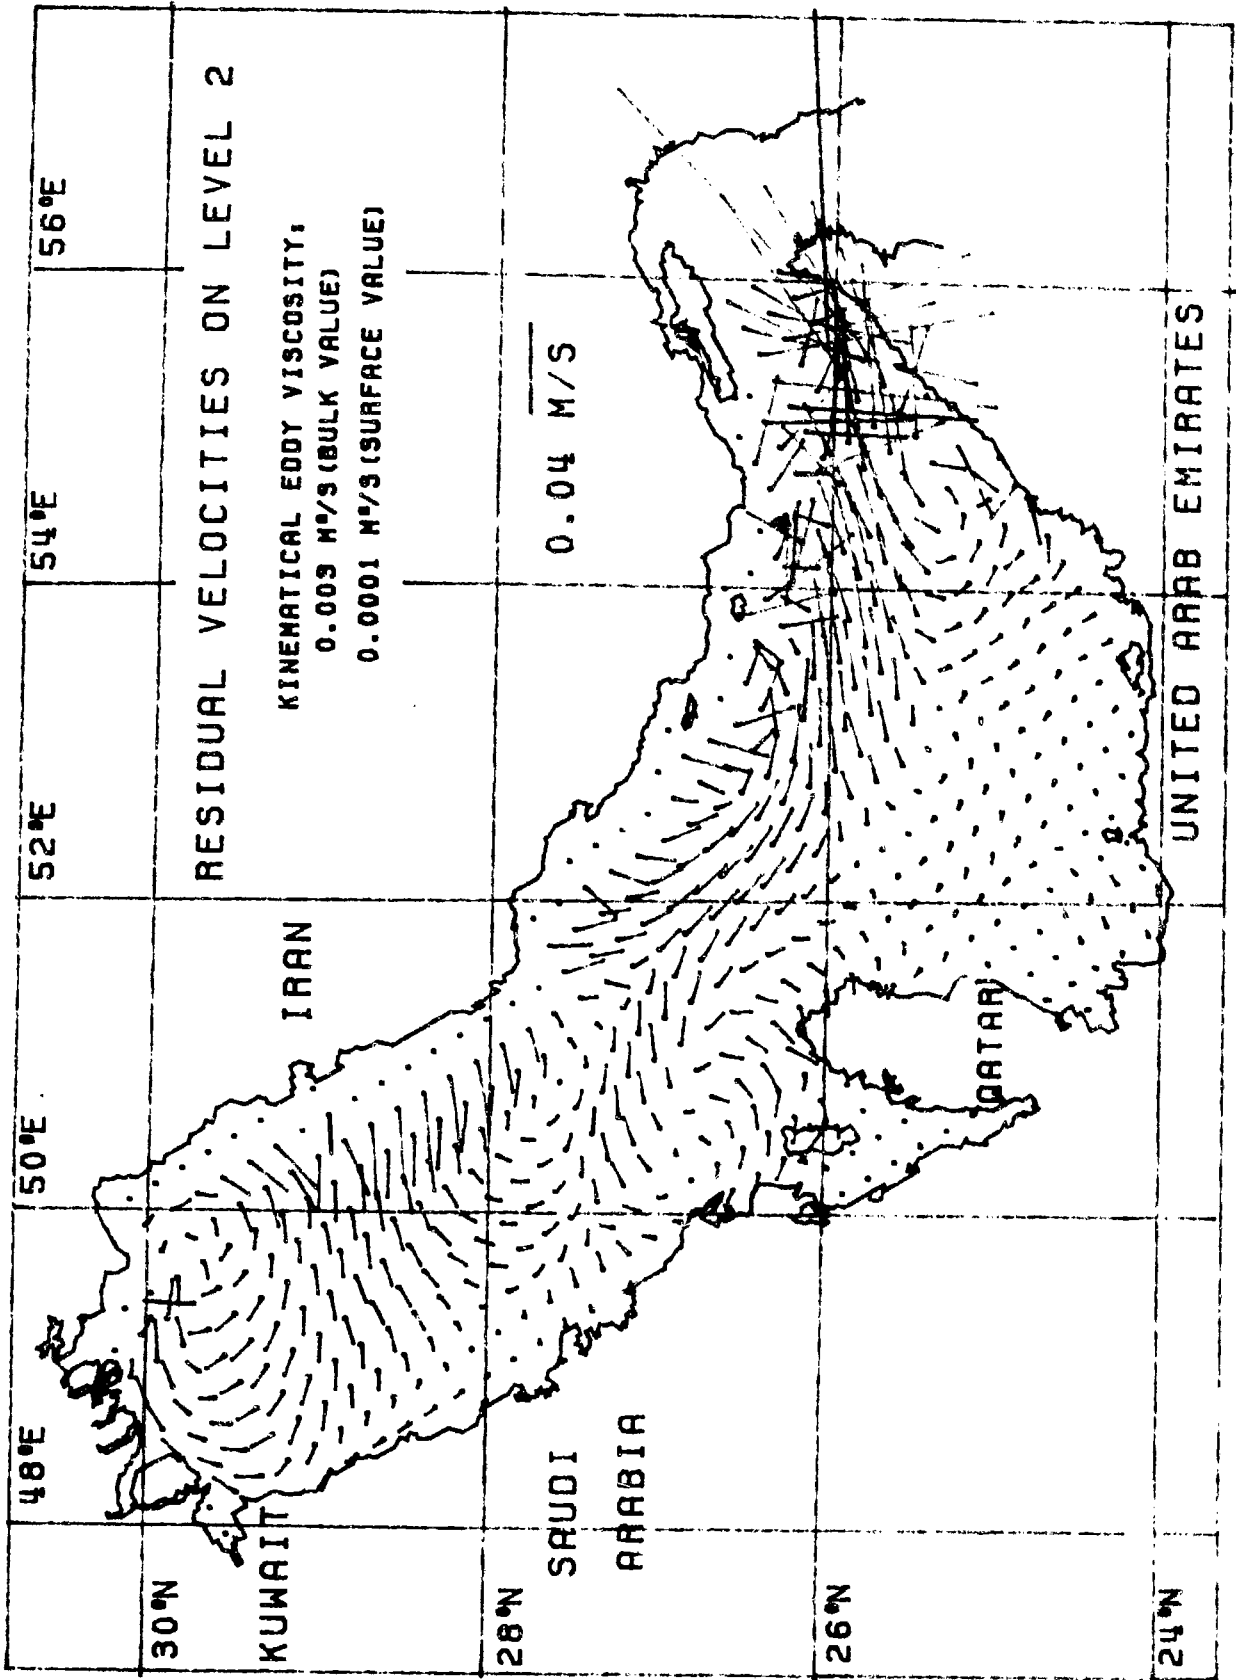 48°E
50°E
52°E
54°E
56°E
30°N
RESIDUAL VELOCITIES ON LEVEL 2
KUWAIT
IRAN
KINEMATICAL EDDY VISCOSITY:
0.003 M²/S (BULK VALUE)
0.0001 M²/S (SURFACE VALUE)
28°N
SAUDI
ARABIA
0.04 M/S
26°N
QATAR
24°N
UNITED ARAB EMIRATES